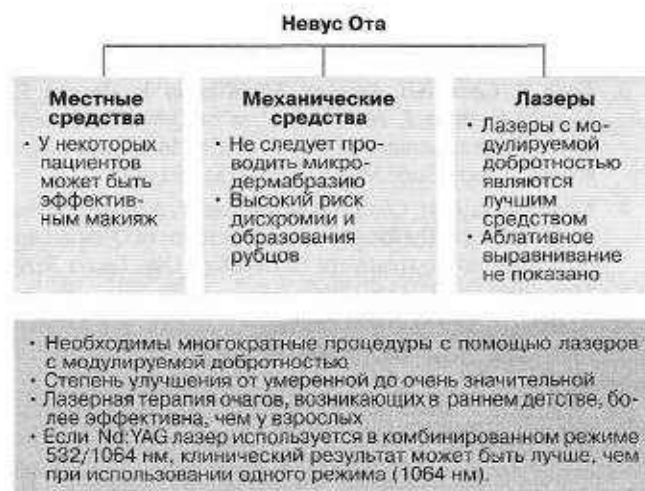 Невус Ота
Местные
средства
• У некоторых
пациентов
может быть
эффектив-
ным макияж
Механические
средства
• Не следует про-
водить микро-
дермабразию
• Высокий риск
дисхромии и
образования
рубцов
Лазеры
• Лазеры с мо-
дулируемой
добротностью
являются
лучшим
средством
• Аблативное
выравнивание
не показано
• Необходимы многократные процедуры с помощью лазеров
с модулируемой добротностью
• Степень улучшения от умеренной до очень значительной
• Лазерная терапия очагов, возникающих в раннем детстве, бо-
лее эффективна, чем у взрослых
• Если Nd:YAG лазер используется в комбинированном режиме
532/1064 нм, клинический результат может быть лучше, чем
при использовании одного режима (1064 нм).